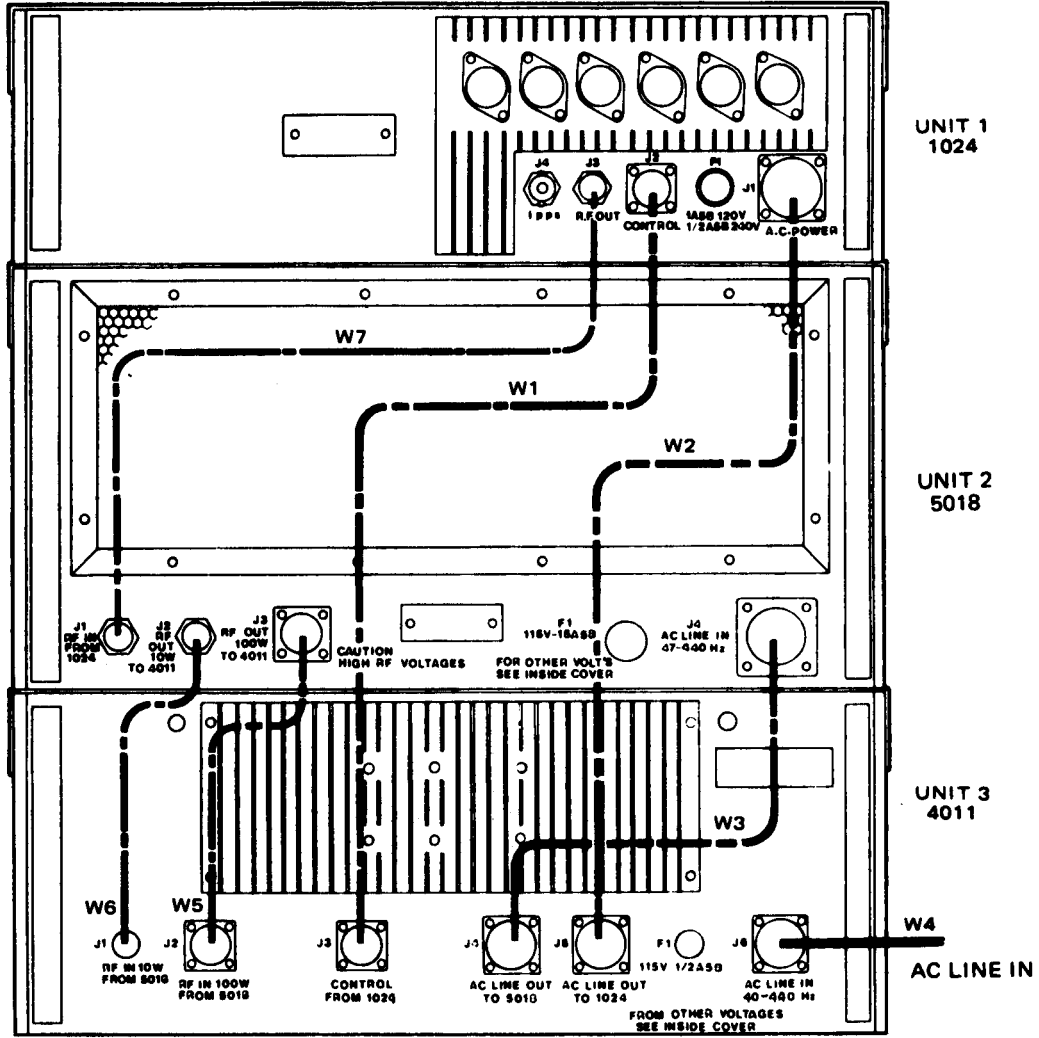 UNIT 1
1024
J4
J3
J2
F1
J1
1 pps
R.F.OUT
CONTROL
1ASB 120V
1/2ASB 240V
A.C-POWER
W7
W1
W2
UNIT 2
5018
J1
RF IN
FROM
1024
J2
RF
OUT
10W
TO 4011
J3
RF OUT
100W
TO 4011
CAUTION
HIGH RF VOLTAGES
F1
115V-15ASB
FOR OTHER VOLT'S
SEE INSIDE COVER
J4
AC LINE IN
47-440 Hz
UNIT 3
4011
W3
W6
W5
W4
J1
RF IN 10W
FROM 5018
J2
RF IN 100W
FROM 5018
J3
CONTROL
FROM 1024
J4
AC LINE OUT
TO 5018
J5
AC LINE OUT
TO 1024
F1
115V 1/2ASB
J6
AC LINE IN
40-440 Hz
AC LINE IN
FROM OTHER VOLTAGES
SEE INSIDE COVER